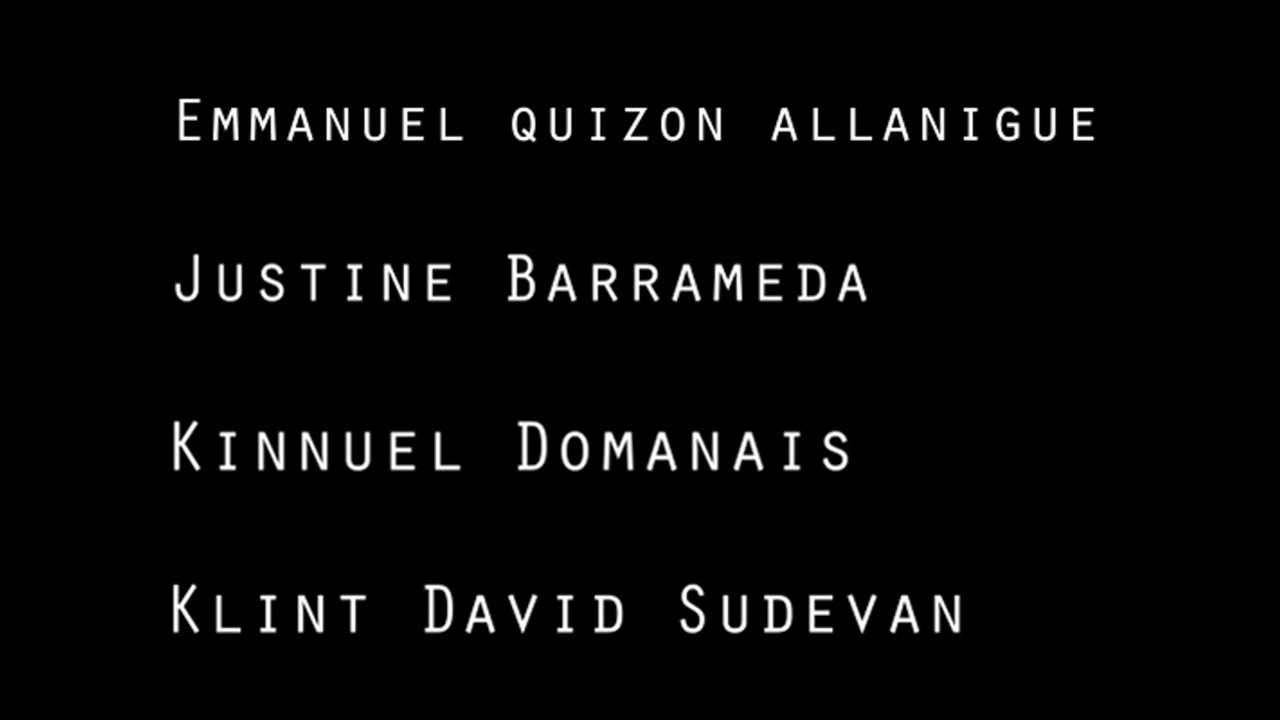 Emmanuel quizon allanigue
Justine Barrameda
Kinnuel Domanais
Klint David Sudevan